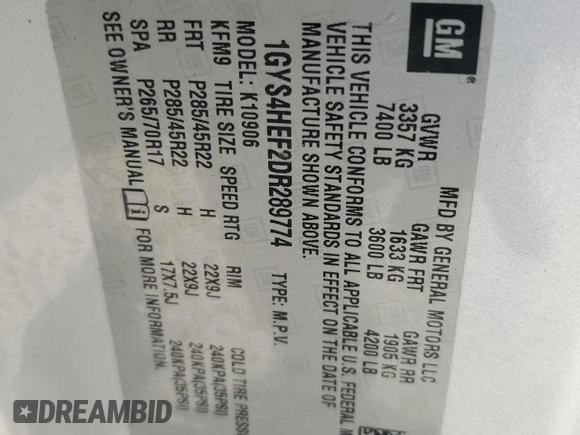 GM
MFD BY GENERAL MOTORS LLC
GVWR GAWR FRT GAWR RR
3357 KG 1633 KG 1905 KG
7400 LB 3600 LB 4200 LB
THIS VEHICLE CONFORMS TO ALL APPLICABLE U.S. FEDERAL
VEHICLE SAFETY STANDARDS IN EFFECT ON THE DATE OF
MANUFACTURE SHOWN ABOVE.
1GYS4HEF2DR289774 TYPE: M.P.V.
MODEL: K10906
KFM9 TIRE SIZE SPEED RTG RIM COLD TIRE
FRT P285/45R22 H 22X9J 240KPA(35PSI)
RR P285/45R22 H 22X9J 240KPA(35PSI)
SPA P265/70R17 S 17X7.5J 240KPA(35PSI)
SEE OWNER'S MANUAL FOR MORE INFORMATION.
DREAMBID